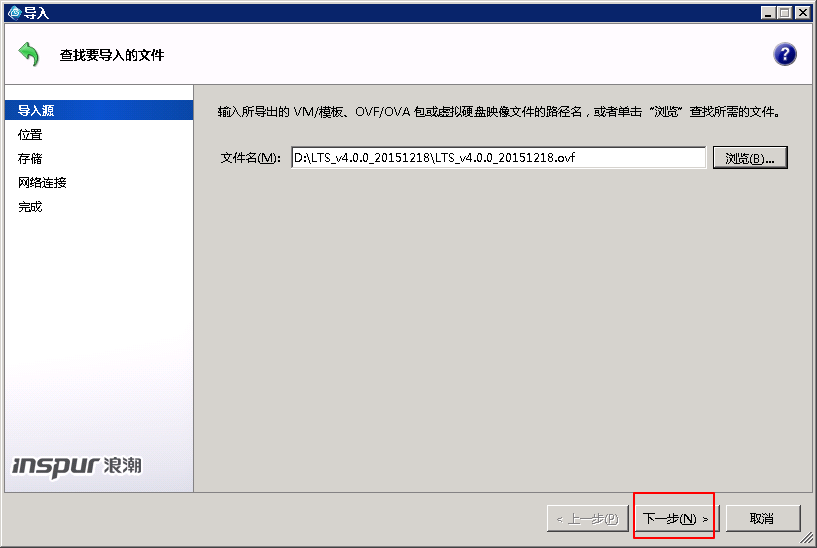 导入
查找要导入的文件
?
导入源
位置
存储
网络连接
完成
输入所导出的 VM/模板、OVF/OVA 包或虚拟硬盘映像文件的路径名，或者单击“浏览”查找所需的文件。
文件名(M): D:\LTS_v4.0.0_20151218\LTS_v4.0.0_20151218.ovf 浏览(B)...
inspur 浪潮
< 上一步(P) 下一步(N) > 取消